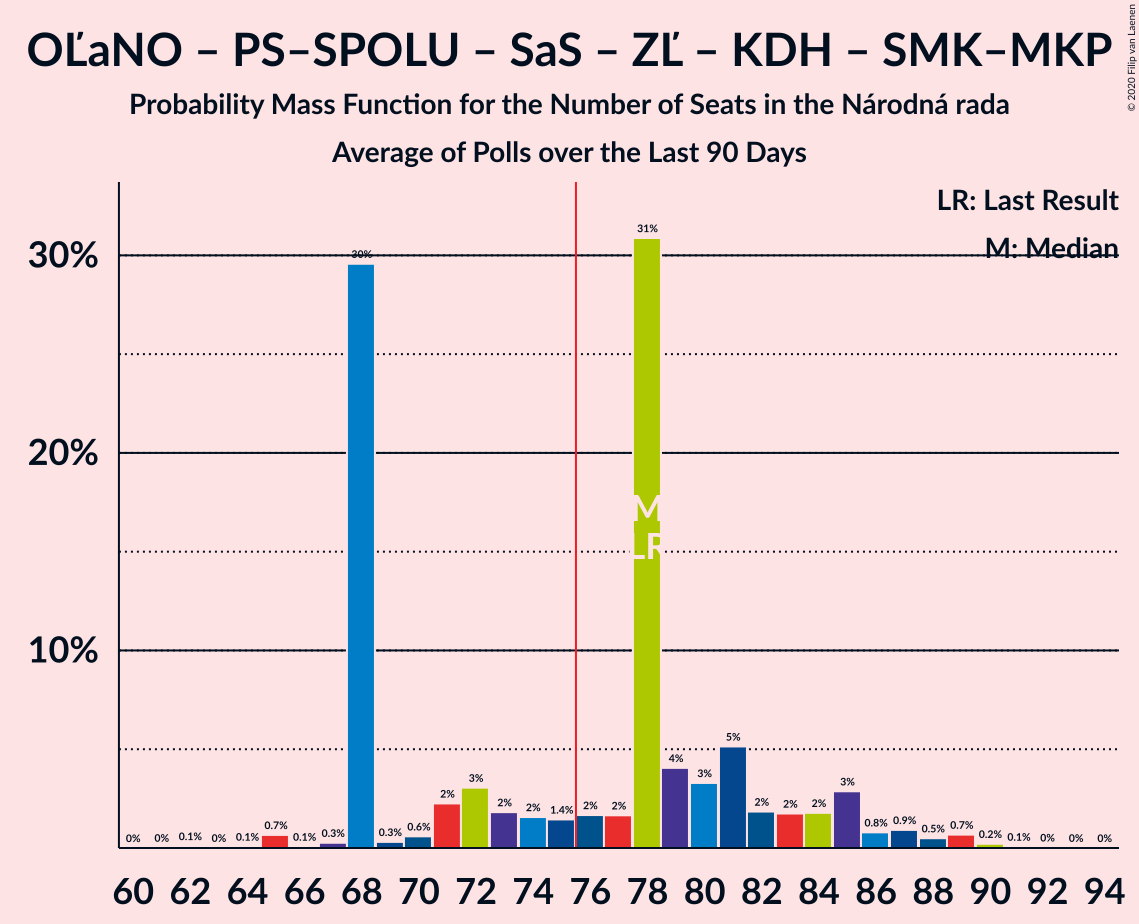 OĽaNO – PS–SPOLU – SaS – ZĽ – KDH – SMK–MKP
Probability Mass Function for the Number of Seats in the Národná rada
Average of Polls over the Last 90 Days
© 2020 Filip van Laenen
LR: Last Result
M: Median
30%
20%
10%
0% 0% 0.1% 0% 0.1% 0.7% 0.1% 0.3% 30% 0.3% 0.6% 2% 3% 2% 2% 1.4% 2% 2% 31% 4% 3% 5% 2% 2% 2% 3% 0.8% 0.9% 0.5% 0.7% 0.2% 0.1% 0% 0% 0%
M
LR
60 62 64 66 68 70 72 74 76 78 80 82 84 86 88 90 92 94